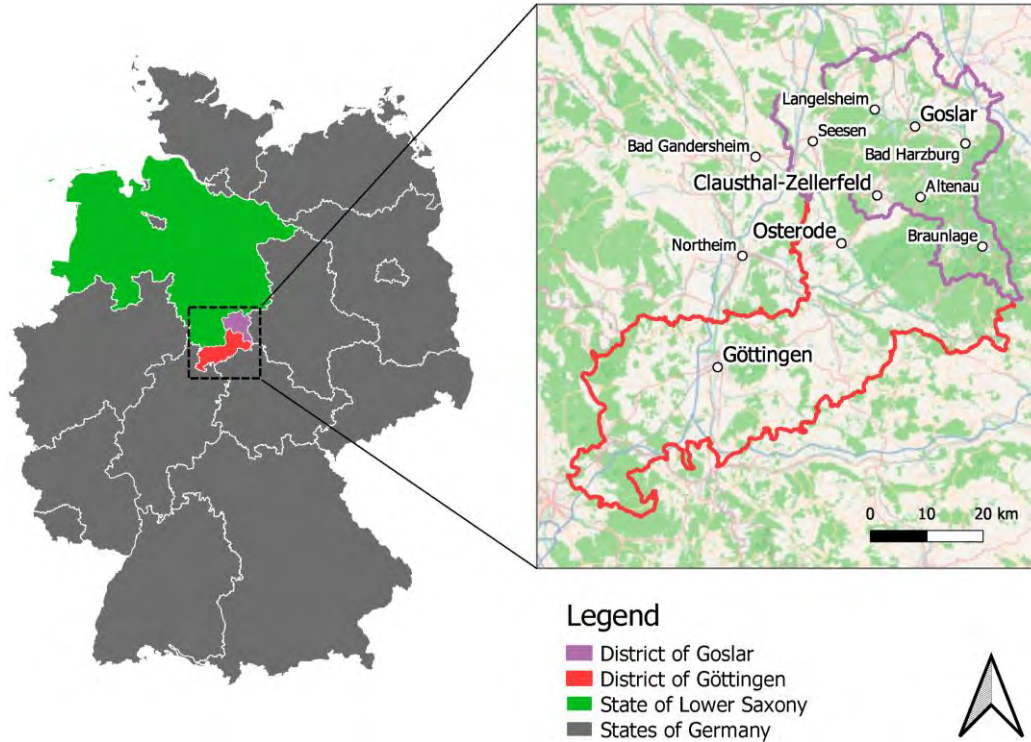 Langelsheim
Goslar
Seesen
Bad Gandersheim
Bad Harzburg
Clausthal-Zellerfeld
Altenau
Osterode
Braunlage
Northeim
Göttingen
0 10 20 km
Legend
District of Goslar
District of Göttingen
State of Lower Saxony
States of Germany